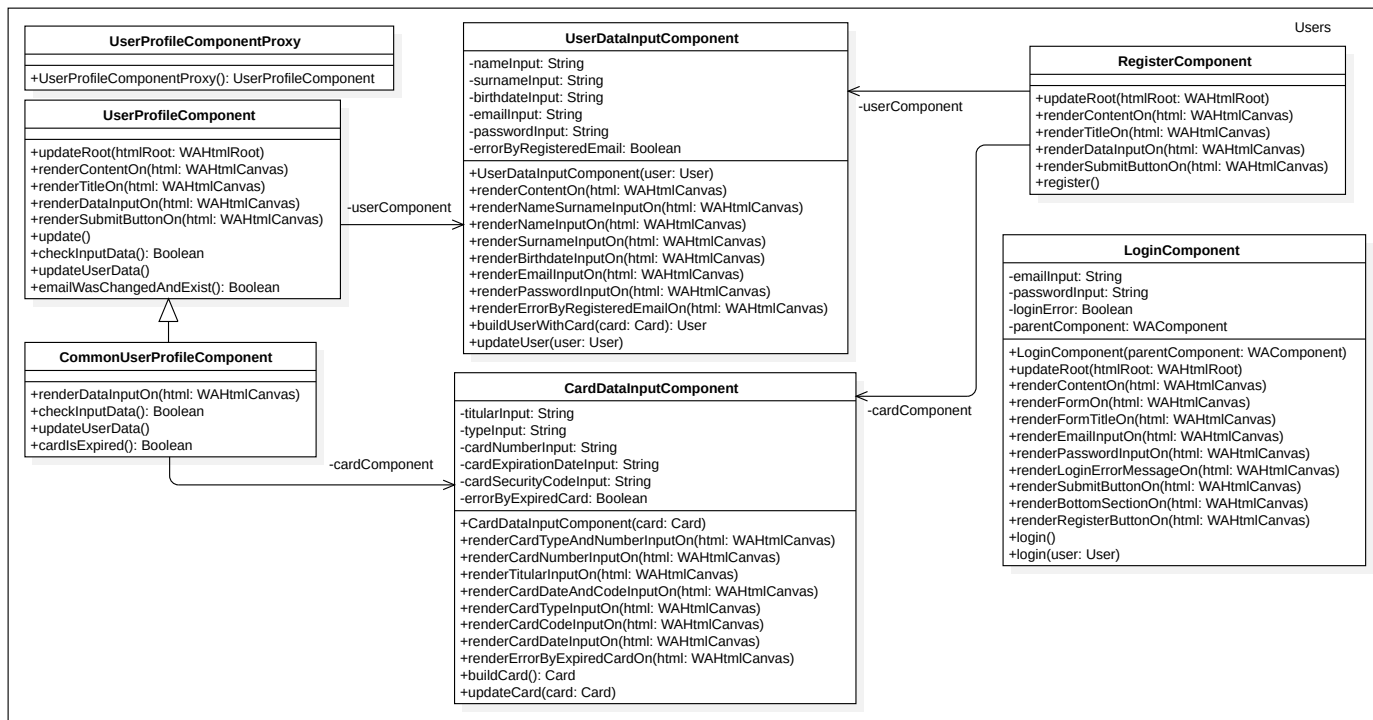 Users
UserProfileComponentProxy
+UserProfileComponentProxy(): UserProfileComponent
UserProfileComponent
+updateRoot(htmlRoot: WAHtmlRoot)
+renderContentOn(html: WAHtmlCanvas)
+renderTitleOn(html: WAHtmlCanvas)
+renderDataInputOn(html: WAHtmlCanvas)
+renderSubmitButtonOn(html: WAHtmlCanvas)
+update()
+checkInputData(): Boolean
+updateUserData()
+emailWasChangedAndExist(): Boolean
-userComponent
CommonUserProfileComponent
+renderDataInputOn(html: WAHtmlCanvas)
+checkInputData(): Boolean
+updateUserData()
+cardIsExpired(): Boolean
-cardComponent
UserDataInputComponent
-nameInput: String
-surnameInput: String
-birthdateInput: String
-emailInput: String
-passwordInput: String
-errorByRegisteredEmail: Boolean
+UserDataInputComponent(user: User)
+renderContentOn(html: WAHtmlCanvas)
+renderNameSurnameInputOn(html: WAHtmlCanvas)
+renderNameInputOn(html: WAHtmlCanvas)
+renderSurnameInputOn(html: WAHtmlCanvas)
+renderBirthdateInputOn(html: WAHtmlCanvas)
+renderEmailInputOn(html: WAHtmlCanvas)
+renderPasswordInputOn(html: WAHtmlCanvas)
+renderErrorByRegisteredEmailOn(html: WAHtmlCanvas)
+buildUserWithCard(card: Card): User
+updateUser(user: User)
CardDataInputComponent
-titularInput: String
-typeInput: String
-cardNumberInput: String
-cardExpirationDateInput: String
-cardSecurityCodeInput: String
-errorByExpiredCard: Boolean
+CardDataInputComponent(card: Card)
+renderCardTypeAndNumberInputOn(html: WAHtmlCanvas)
+renderCardNumberInputOn(html: WAHtmlCanvas)
+renderTitularInputOn(html: WAHtmlCanvas)
+renderCardDateAndCodeInputOn(html: WAHtmlCanvas)
+renderCardTypeInputOn(html: WAHtmlCanvas)
+renderCardCodeInputOn(html: WAHtmlCanvas)
+renderCardDateInputOn(html: WAHtmlCanvas)
+renderErrorByExpiredCardOn(html: WAHtmlCanvas)
+buildCard(): Card
+updateCard(card: Card)
-userComponent
-cardComponent
RegisterComponent
+updateRoot(htmlRoot: WAHtmlRoot)
+renderContentOn(html: WAHtmlCanvas)
+renderTitleOn(html: WAHtmlCanvas)
+renderDataInputOn(html: WAHtmlCanvas)
+renderSubmitButtonOn(html: WAHtmlCanvas)
+register()
LoginComponent
-emailInput: String
-passwordInput: String
-loginError: Boolean
-parentComponent: WAComponent
+LoginComponent(parentComponent: WAComponent)
+updateRoot(htmlRoot: WAHtmlRoot)
+renderContentOn(html: WAHtmlCanvas)
+renderFormOn(html: WAHtmlCanvas)
+renderFormTitleOn(html: WAHtmlCanvas)
+renderEmailInputOn(html: WAHtmlCanvas)
+renderPasswordInputOn(html: WAHtmlCanvas)
+renderLoginErrorMessageOn(html: WAHtmlCanvas)
+renderSubmitButtonOn(html: WAHtmlCanvas)
+renderBottomSectionOn(html: WAHtmlCanvas)
+renderRegisterButtonOn(html: WAHtmlCanvas)
+login()
+login(user: User)